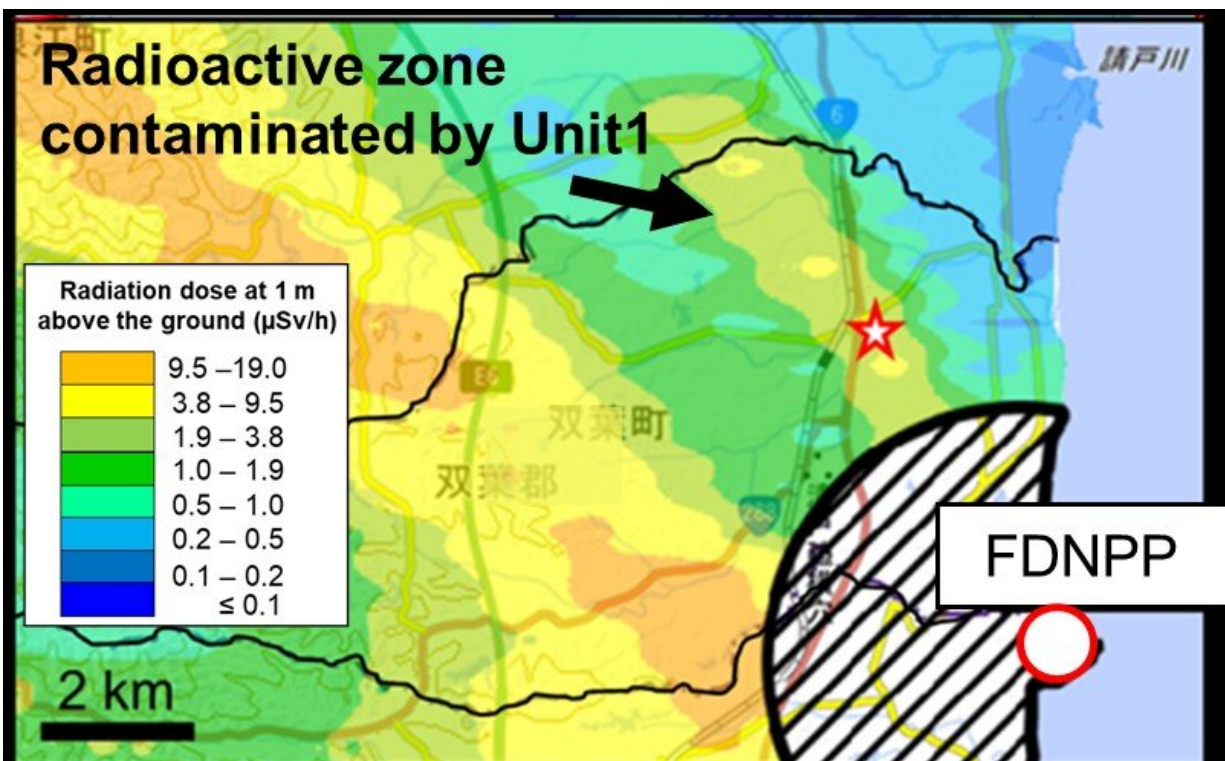 Radioactive zone
contaminated by Unit1
請戸川
6
Radiation dose at 1 m
above the ground (μSv/h)
9.5 –19.0
3.8 – 9.5
1.9 – 3.8
1.0 – 1.9
0.5 – 1.0
0.2 – 0.5
0.1 – 0.2
≤ 0.1
E6
双葉町
双葉郡
288
FDNPP
2 km